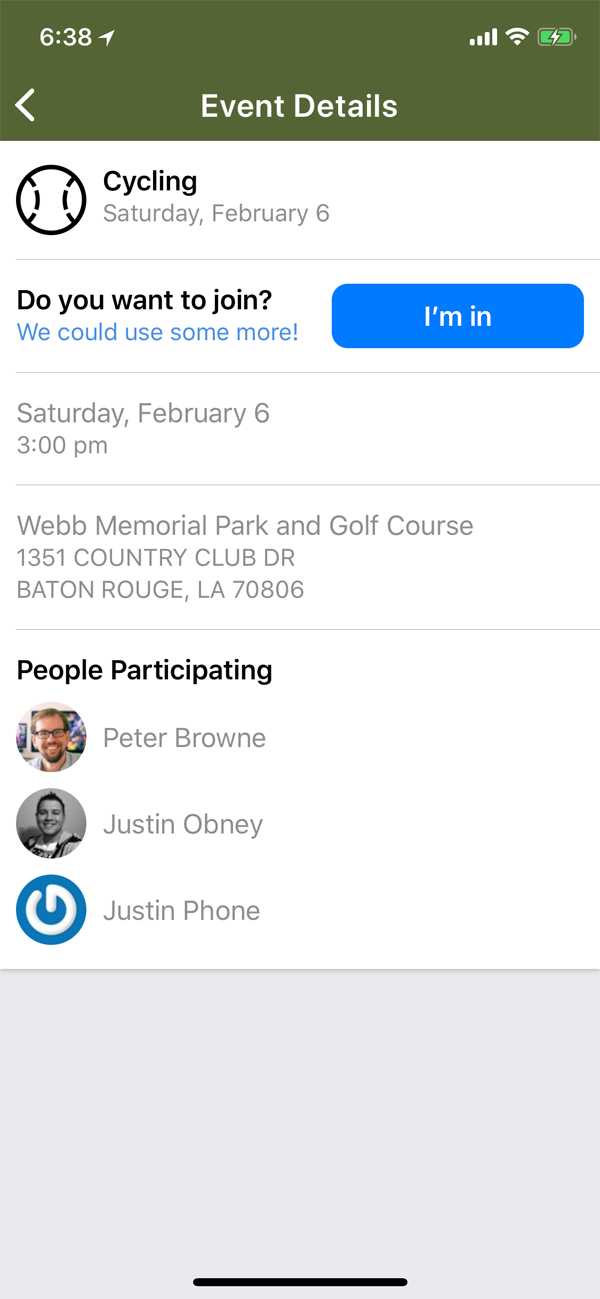 6:38
Event Details
Cycling
Saturday, February 6
Do you want to join?
We could use some more!
I’m in
Saturday, February 6
3:00 pm
Webb Memorial Park and Golf Course
1351 COUNTRY CLUB DR
BATON ROUGE, LA 70806
People Participating
Peter Browne
Justin Obney
Justin Phone